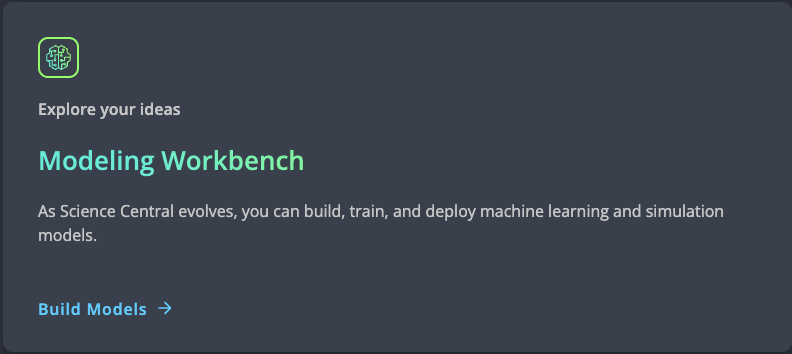 Explore your ideas
Modeling Workbench
As Science Central evolves, you can build, train, and deploy machine learning and simulation
models.
Build Models